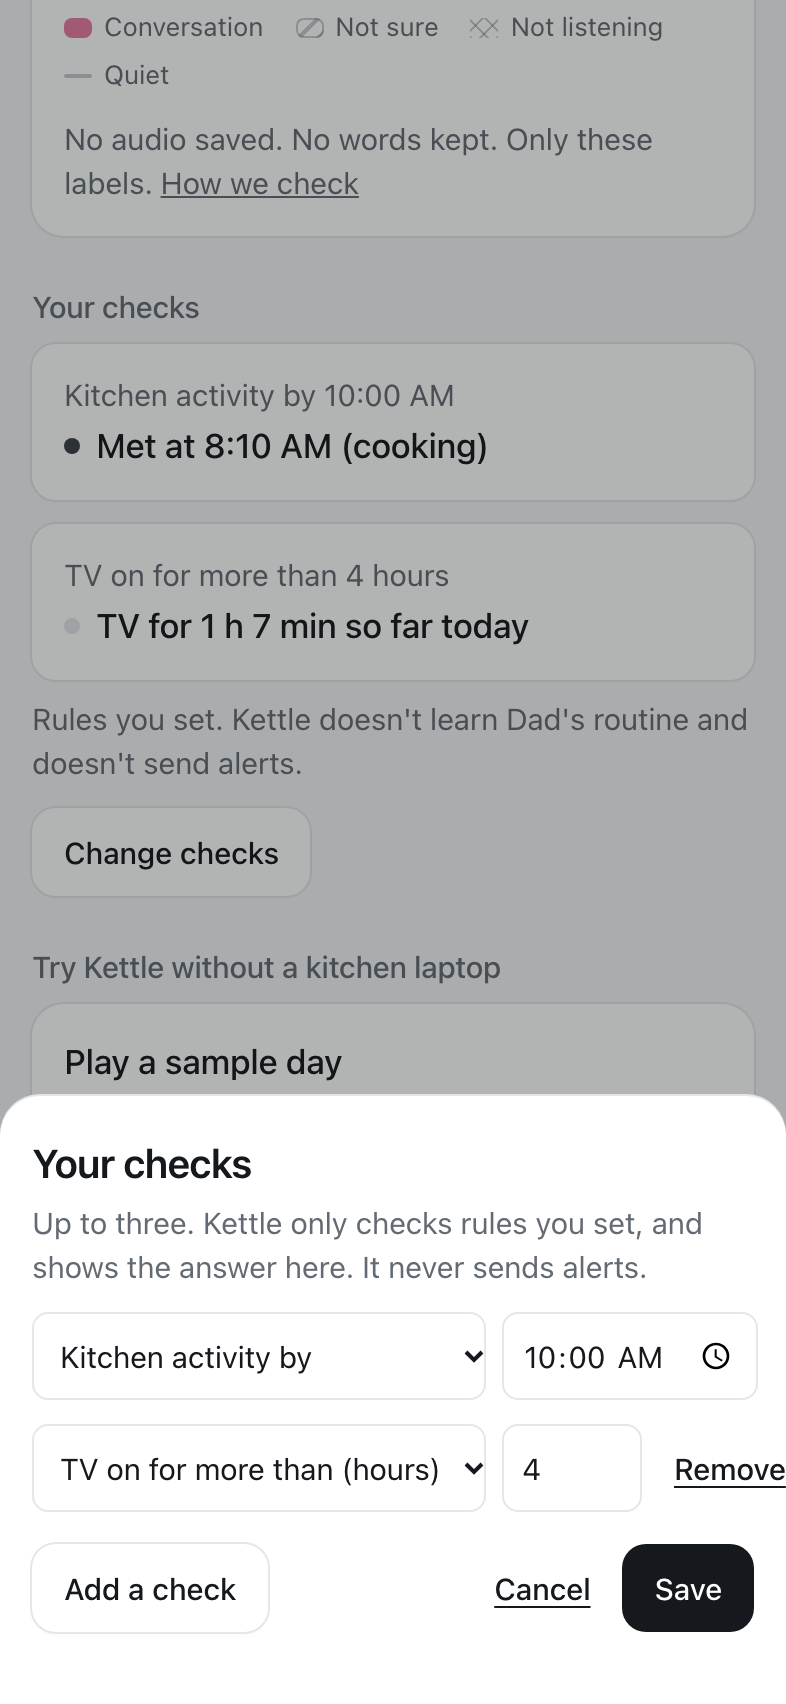 Conversation Not sure Not listening
Quiet
No audio saved. No words kept. Only these
labels. How we check
Your checks
Kitchen activity by 10:00 AM
Met at 8:10 AM (cooking)
TV on for more than 4 hours
TV for 1 h 7 min so far today
Rules you set. Kettle doesn't learn Dad's routine and
doesn't send alerts.
Change checks
Try Kettle without a kitchen laptop
Play a sample day
Your checks
Up to three. Kettle only checks rules you set, and
shows the answer here. It never sends alerts.
Kitchen activity by 10:00 AM
TV on for more than (hours) 4 Remove
Add a check Cancel Save